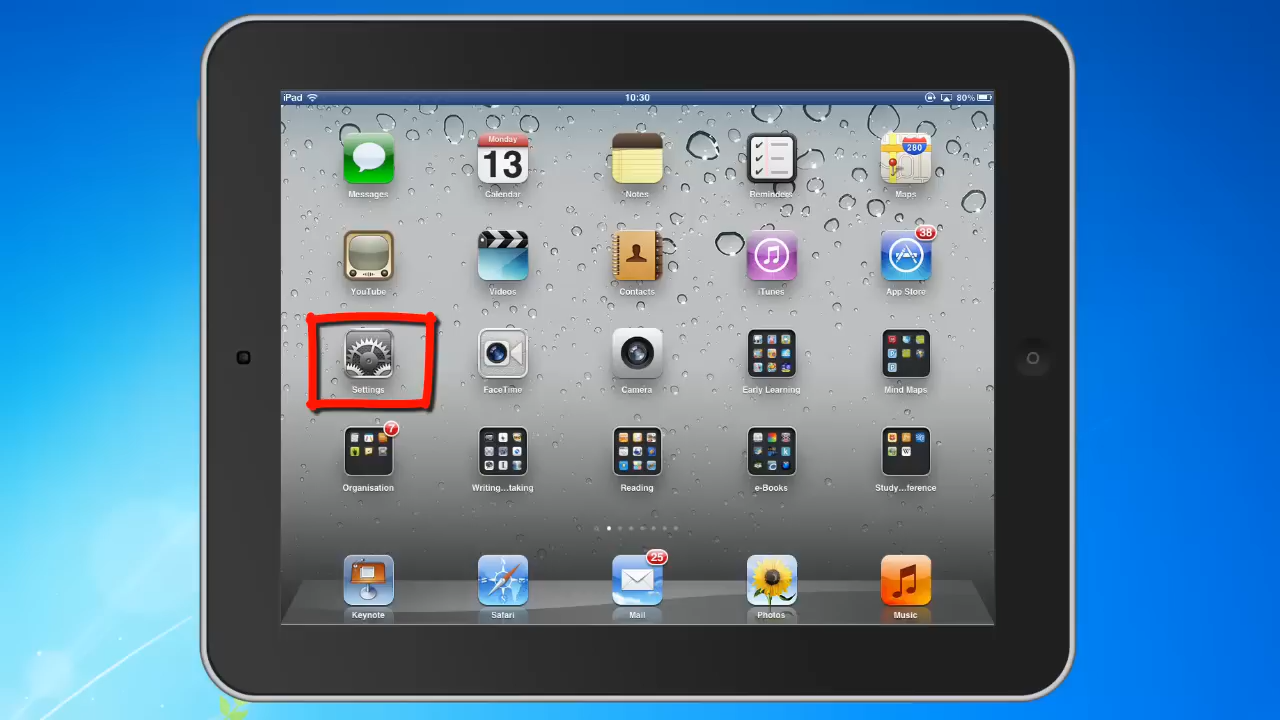 iPad 10:30 80%
Monday
13
280
Messages Calendar Notes Reminders Maps
38
YouTube Videos Contacts iTunes App Store
Settings FaceTime Camera Early Learning Mind Maps
7
Organisation Writing...taking Reading e-Books Study...ference
25
Keynote Safari Mail Photos Music